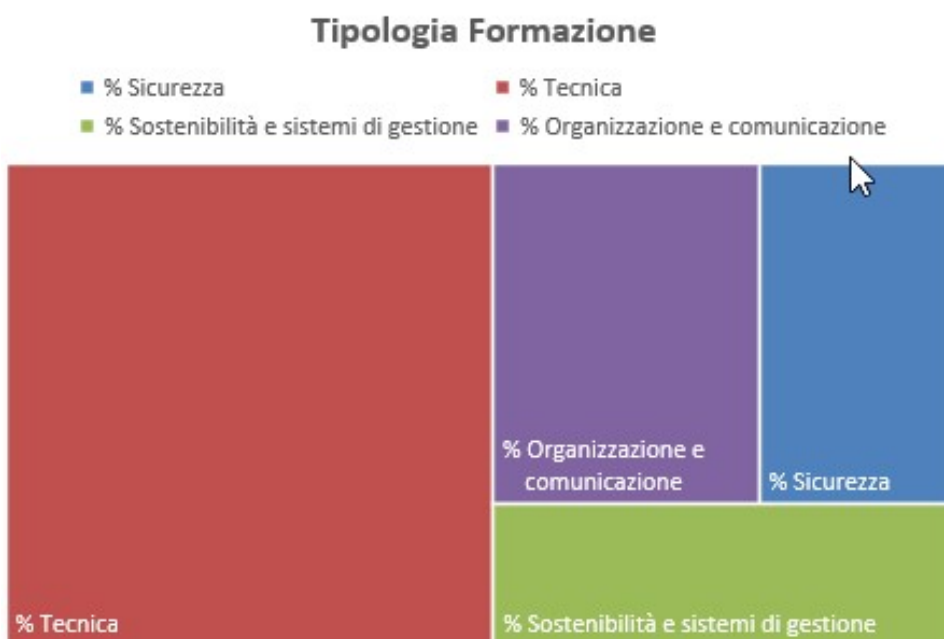 Tipologia Formazione
% Sicurezza
% Tecnica
% Sostenibilità e sistemi di gestione
% Organizzazione e comunicazione
% Organizzazione e
comunicazione
% Sicurezza
% Tecnica
% Sostenibilità e sistemi di gestione